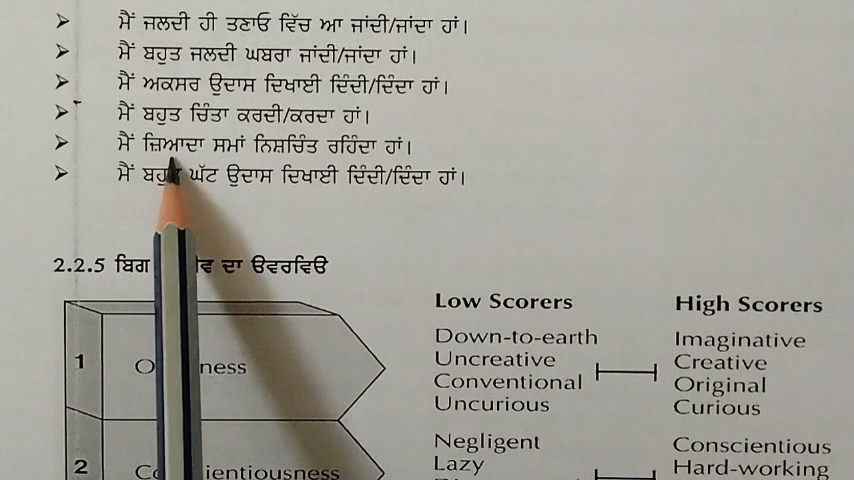 ➤ ਮੈਂ ਜਲਦੀ ਹੀ ਤਣਾਓ ਵਿੱਚ ਆ ਜਾਂਦੀ/ਜਾਂਦਾ ਹਾਂ।
➤ ਮੈਂ ਬਹੁਤ ਜਲਦੀ ਘਬਰਾ ਜਾਂਦੀ/ਜਾਂਦਾ ਹਾਂ।
➤ ਮੈਂ ਅਕਸਰ ਉਦਾਸ ਦਿਖਾਈ ਦਿੰਦੀ/ਦਿੰਦਾ ਹਾਂ।
➤ ਮੈਂ ਬਹੁਤ ਚਿੰਤਾ ਕਰਦੀ/ਕਰਦਾ ਹਾਂ।
➤ ਮੈਂ ਜ਼ਿਆਦਾ ਸਮਾਂ ਨਿਸ਼ਚਿੰਤ ਰਹਿੰਦਾ ਹਾਂ।
➤ ਮੈਂ ਘੱਟ ਉਦਾਸ ਦਿਖਾਈ ਦਿੰਦੀ/ਦਿੰਦਾ ਹਾਂ।
2.2.5 ਬਿਗ ਦਾ ਓਵਰਵਿਓ
Low Scorers High Scorers
Down-to-earth Imaginative
Uncreative Creative
1
Conventional Original
Uncurious Curious
Negligent Conscientious
2
Lazy Hard-working